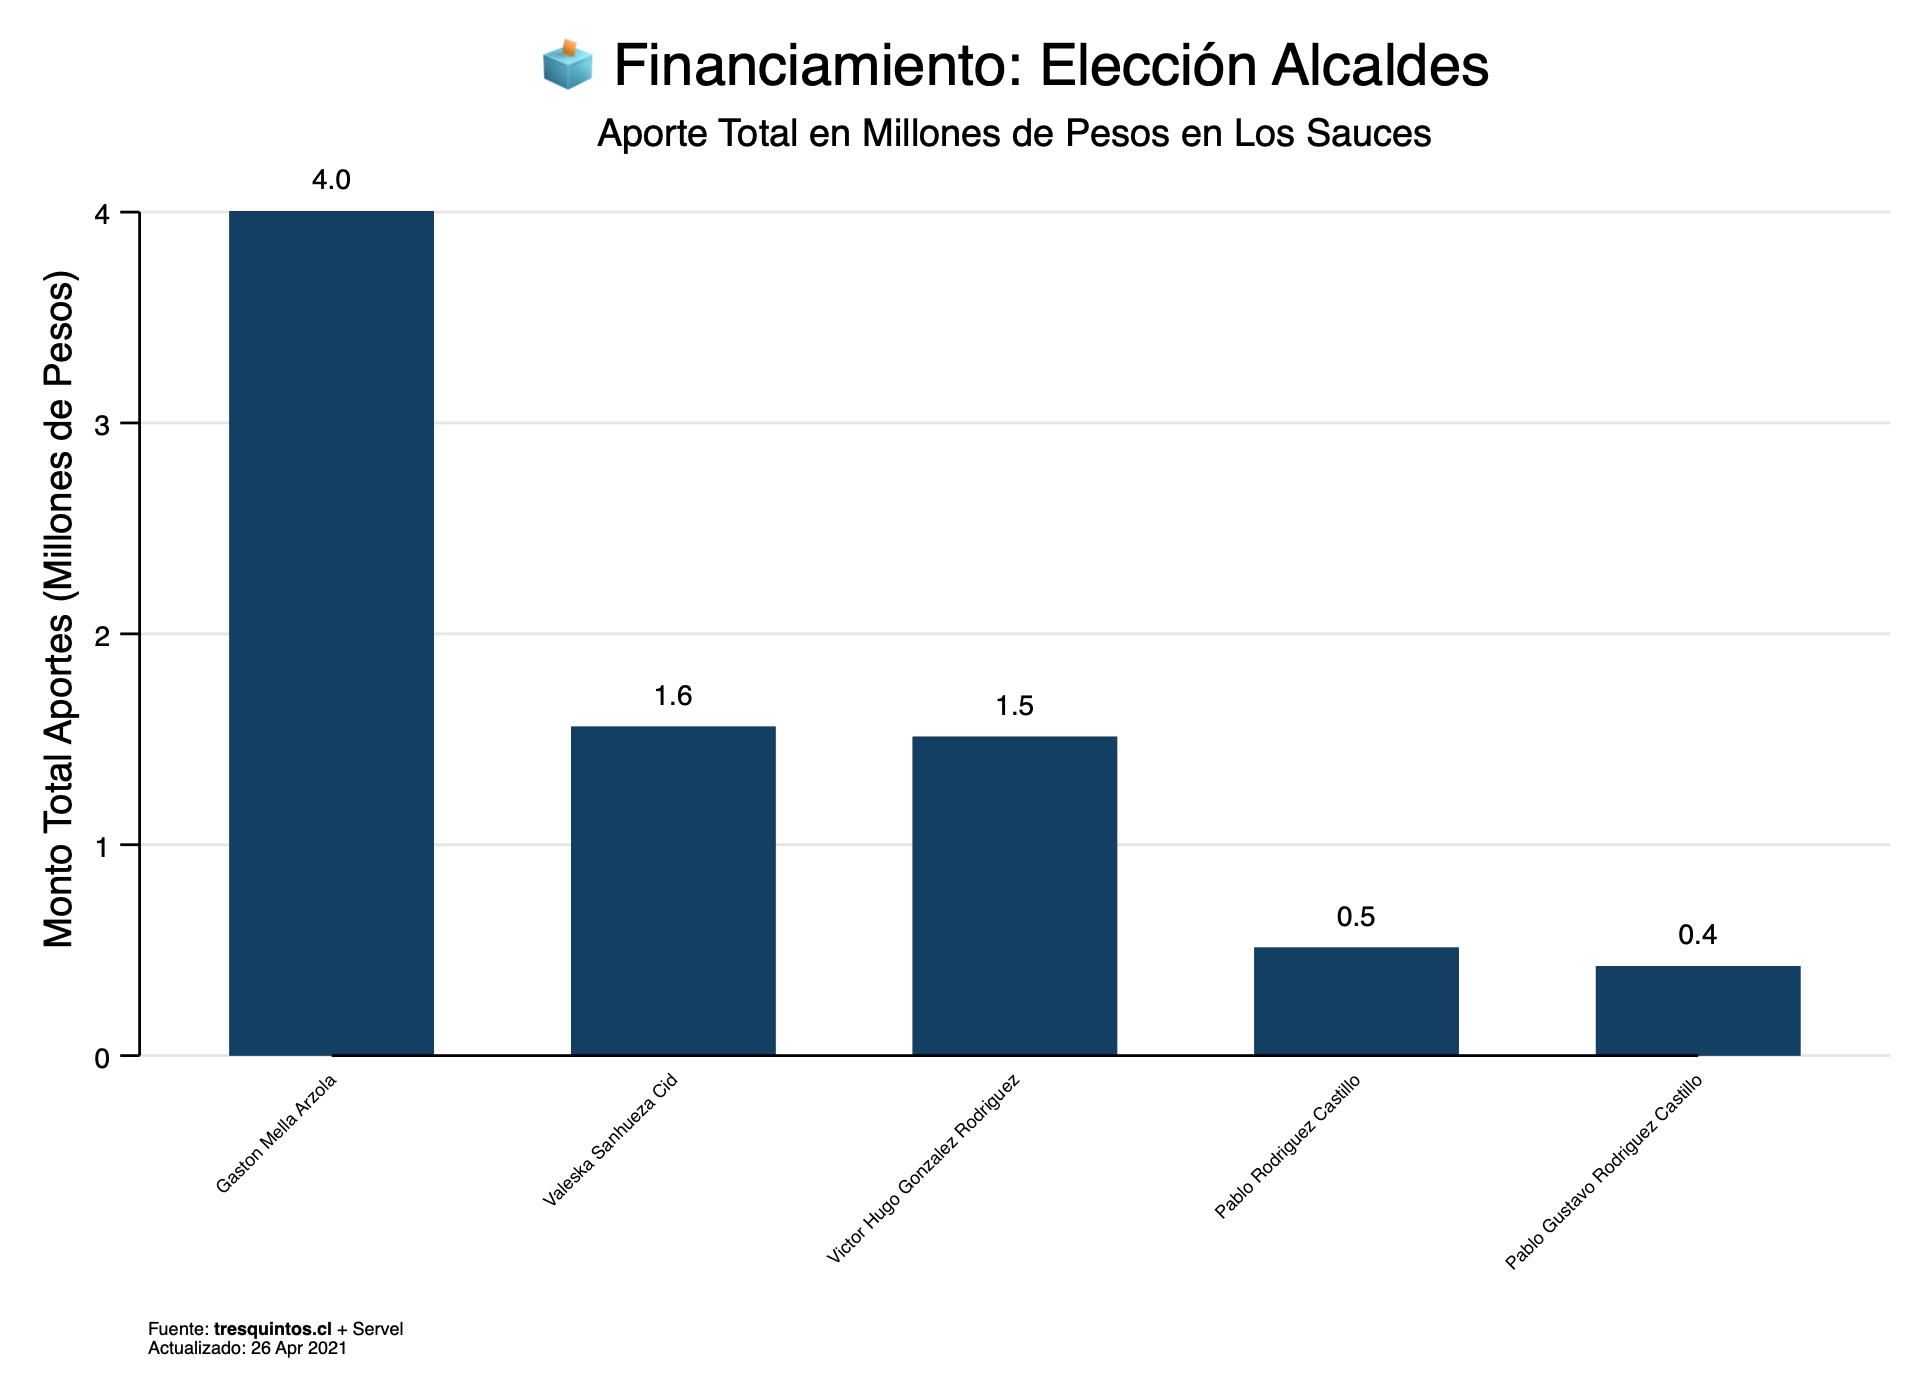 Financiamiento: Elección Alcaldes
Aporte Total en Millones de Pesos en Los Sauces
Monto Total Aportes (Millones de Pesos)
4
3
2
1
0
4.0
1.6
1.5
0.5
0.4
Gaston Mella Arzola
Valeska Sanhueza Cid
Victor Hugo Gonzalez Rodriguez
Pablo Rodriguez Castillo
Pablo Gustavo Rodriguez Castillo
Fuente: tresquintos.cl + Servel
Actualizado: 26 Apr 2021